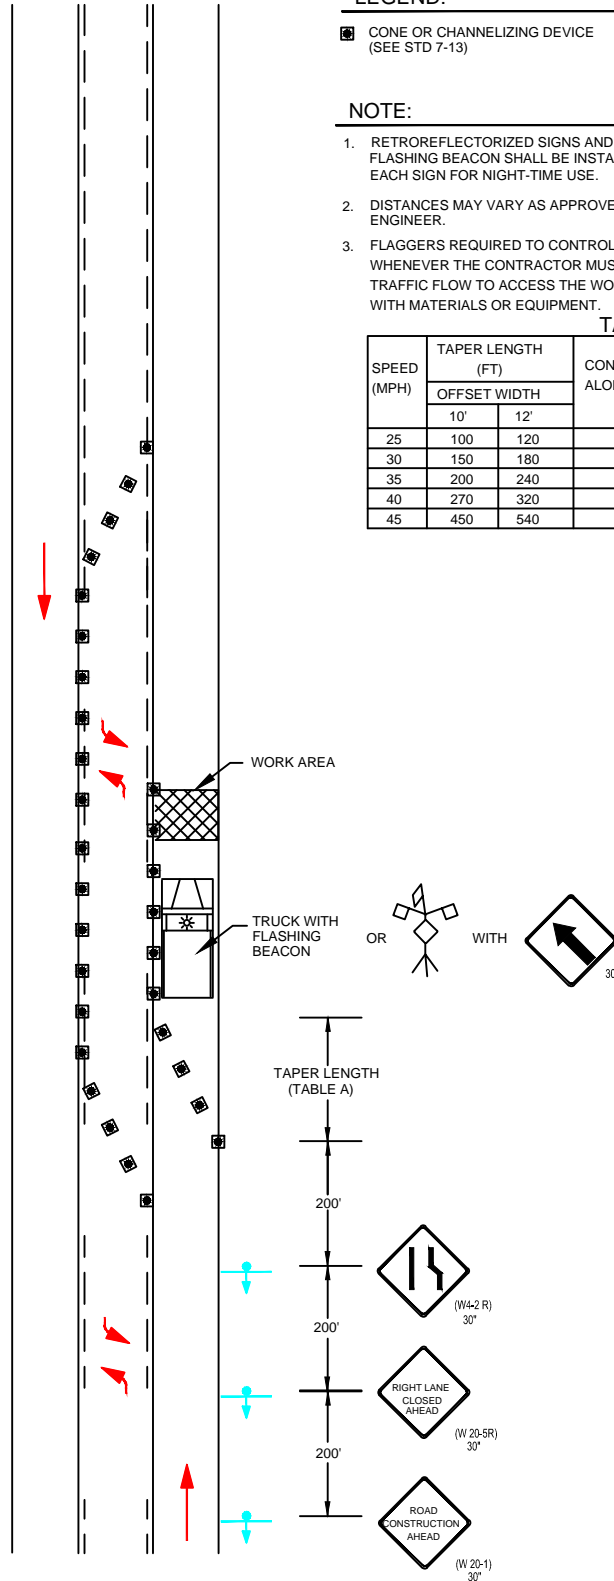 LEGEND:
CONE OR CHANNELIZING DEVICE
(SEE STD 7-13)
NOTE:
1. RETROREFLECTORIZED SIGNS AND
FLASHING BEACON SHALL BE INSTA
EACH SIGN FOR NIGHT-TIME USE.
2. DISTANCES MAY VARY AS APPROVE
ENGINEER.
3. FLAGGERS REQUIRED TO CONTROL
WHENEVER THE CONTRACTOR MUS
TRAFFIC FLOW TO ACCESS THE WO
WITH MATERIALS OR EQUIPMENT.
TA
SPEED
(MPH)
TAPER LENGTH
(FT)
OFFSET WIDTH
10' 12'
CON
ALO
25 100 120
30 150 180
35 200 240
40 270 320
45 450 540
WORK AREA
TRUCK WITH
FLASHING
BEACON
OR
WITH
30
TAPER LENGTH
(TABLE A)
200'
(W4-2 R)
30"
200'
RIGHT LANE
CLOSED
AHEAD
(W 20-5R)
30"
200'
ROAD
CONSTRUCTION
AHEAD
(W 20-1)
30"